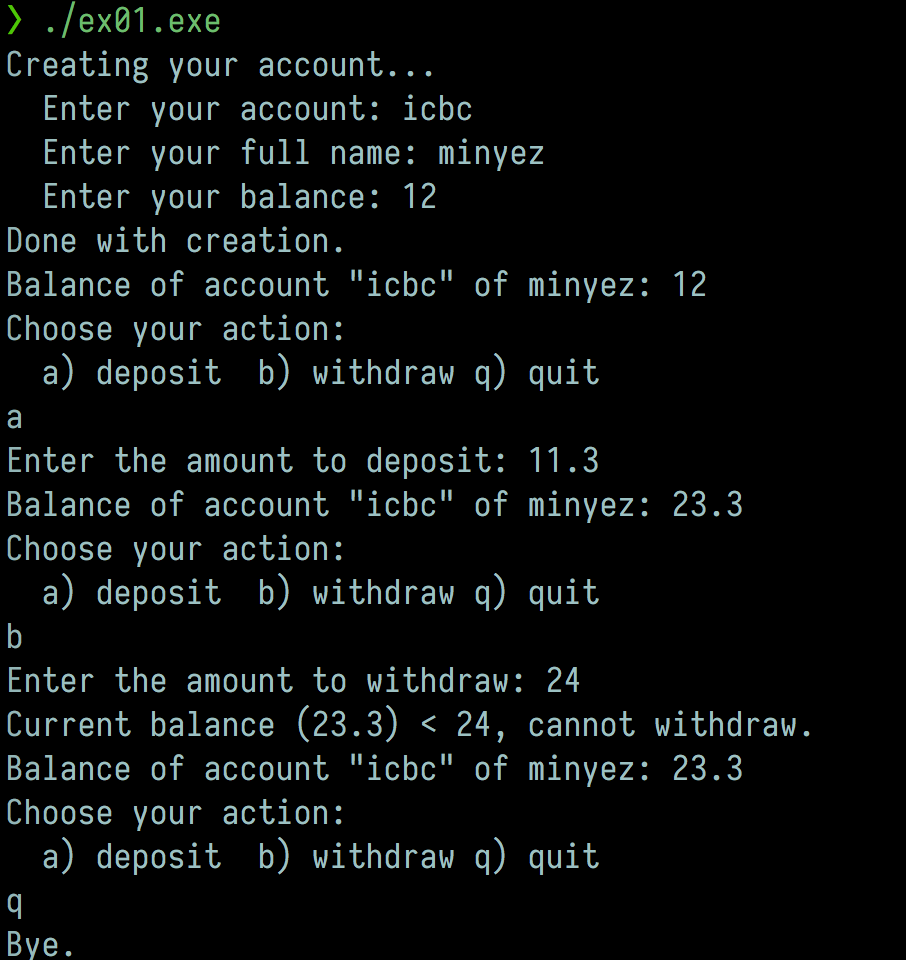 ❯ ./ex01.exe
Creating your account...
  Enter your account: icbc
  Enter your full name: minyez
  Enter your balance: 12
Done with creation.
Balance of account "icbc" of minyez: 12
Choose your action:
  a) deposit  b) withdraw q) quit
a
Enter the amount to deposit: 11.3
Balance of account "icbc" of minyez: 23.3
Choose your action:
  a) deposit  b) withdraw q) quit
b
Enter the amount to withdraw: 24
Current balance (23.3) < 24, cannot withdraw.
Balance of account "icbc" of minyez: 23.3
Choose your action:
  a) deposit  b) withdraw q) quit
q
Bye.